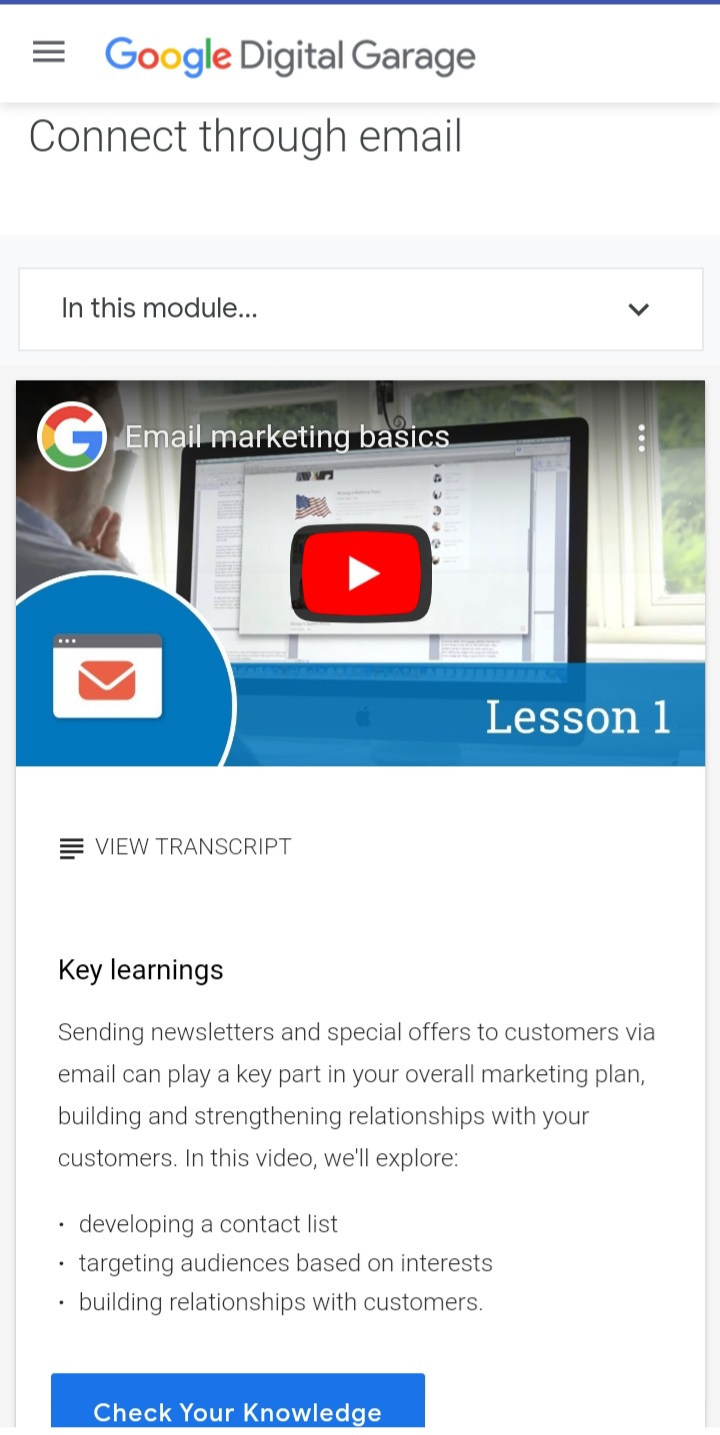 Google Digital Garage
Connect through email
In this module...
Email marketing basics
Lesson 1
VIEW TRANSCRIPT
Key learnings
Sending newsletters and special offers to customers via
email can play a key part in your overall marketing plan,
building and strengthening relationships with your
customers. In this video, we'll explore:
• developing a contact list
• targeting audiences based on interests
• building relationships with customers.
Check Your Knowledge